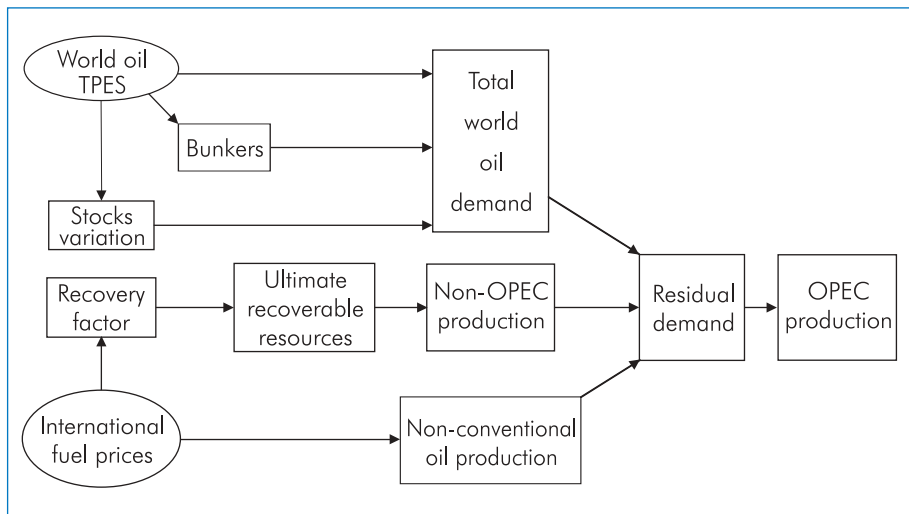 World oil
TPES
Bunkers
Stocks
variation
Total
world
oil
demand
Recovery
factor
Ultimate
recoverable
resources
Non-OPEC
production
Residual
demand
OPEC
production
International
fuel prices
Non-conventional
oil production